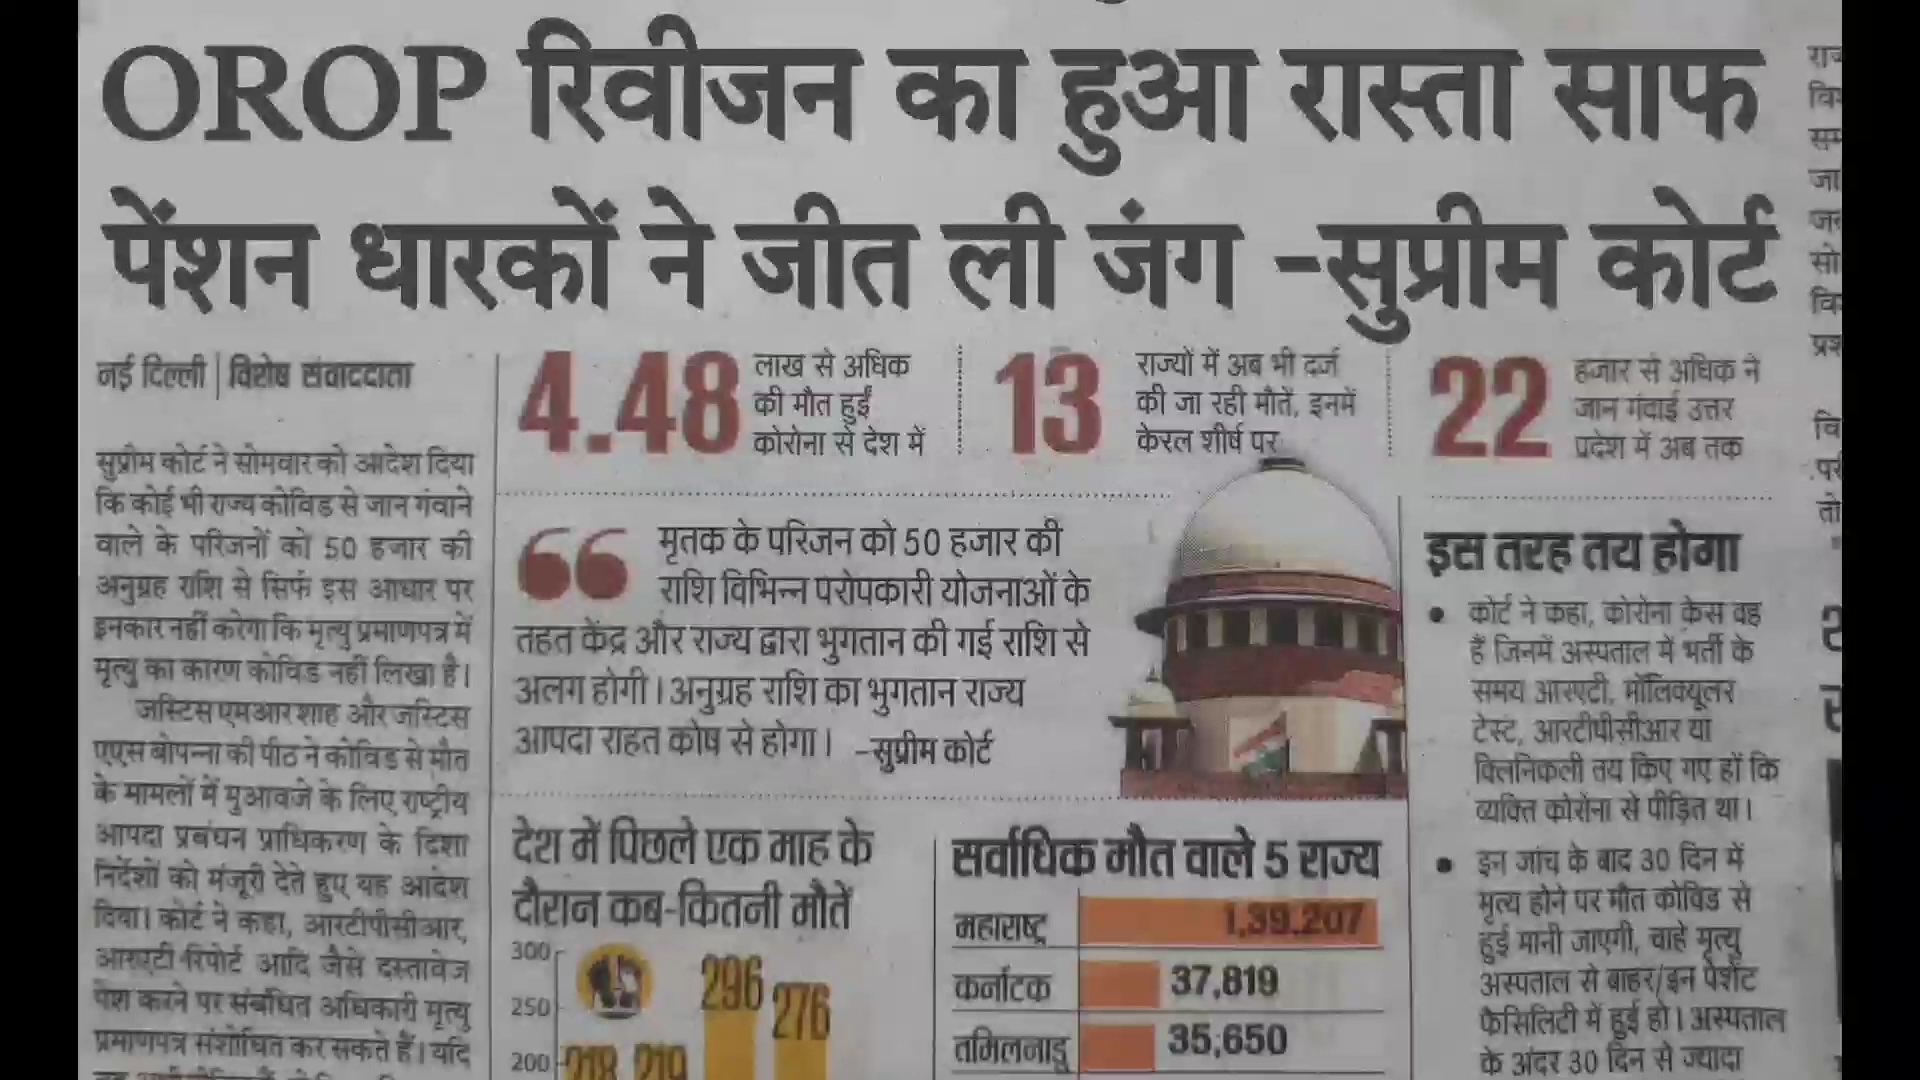 OROP रिवीजन का हुआ रास्ता साफ
पेंशन धारकों ने जीत ली जंग -सुप्रीम कोर्ट
नई दिल्ली | विशेष संवाददाता
सुप्रीम कोर्ट ने सोमवार को आदेश दिया
कि कोई भी राज्य कोविड से जान गंवाने
वाले के परिजनों को 50 हजार की
अनुग्रह राशि से सिर्फ इस आधार पर
इनकार नहीं करेगा कि मृत्यु प्रमाणपत्र में
मृत्यु का कारण कोविड नहीं लिखा है।
जस्टिस एमआर शाह और जस्टिस
एएस बोपन्ना की पीठ ने कोविड से मौत
के मामलों में मुआवजे के लिए राष्ट्रीय
आपदा प्रबंधन प्राधिकरण के दिशा
निर्देशों को मंजूरी देते हुए यह आदेश
दिया। कोर्ट ने कहा, आरटीपीसीआर,
आरएटी रिपोर्ट आदि जैसे दस्तावेज
पेश करने पर संबंधित अधिकारी मृत्यु
प्रमाणपत्र संशोधित कर सकते हैं। यदि
4.48 लाख से अधिक
की मौत हुई
कोरोना से देश में
13 राज्यों में अब भी दर्ज
की जा रही मौतें, इनमें
केरल शीर्ष पर
22 हजार से अधिक ने
जान गंवाई उत्तर
प्रदेश में अब तक
मृतक के परिजन को 50 हजार की
राशि विभिन्न परोपकारी योजनाओं के
तहत केंद्र और राज्य द्वारा भुगतान की गई राशि से
अलग होगी। अनुग्रह राशि का भुगतान राज्य
आपदा राहत कोष से होगा। -सुप्रीम कोर्ट
देश में पिछले एक माह के
दौरान कब-कितनी मौतें
300
250
200
218 219 296 276
सर्वाधिक मौत वाले 5 राज्य
महाराष्ट्र 1,39,207
कर्नाटक 37,819
तमिलनाडू 35,650
इस तरह तय होगा
• कोर्ट ने कहा, कोरोना केस वह
हैं जिनमें अस्पताल में भर्ती के
समय आरएटी, मॉलिक्यूलर
टेस्ट, आरटीपीसीआर या
क्लिनिकली तय किए गए हों कि
व्यक्ति कोरोना से पीड़ित था।
• इन जांच के बाद 30 दिन में
मृत्य होने पर मौत कोविड से
हुई मानी जाएगी, चाहे मृत्यु
अस्पताल से बाहर/इन पेशेंट
फैसिलिटी में हुई हो। अस्पताल
के अंदर 30 दिन से ज्यादा